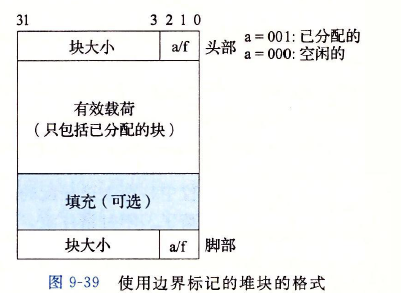 31 3 2 1 0
块大小 a/f 头部 a = 001: 已分配的
a = 000: 空闲的
有效载荷
(只包括已分配的块)
填充(可选)
块大小 a/f 脚部
图 9-39 使用边界标记的堆块的格式